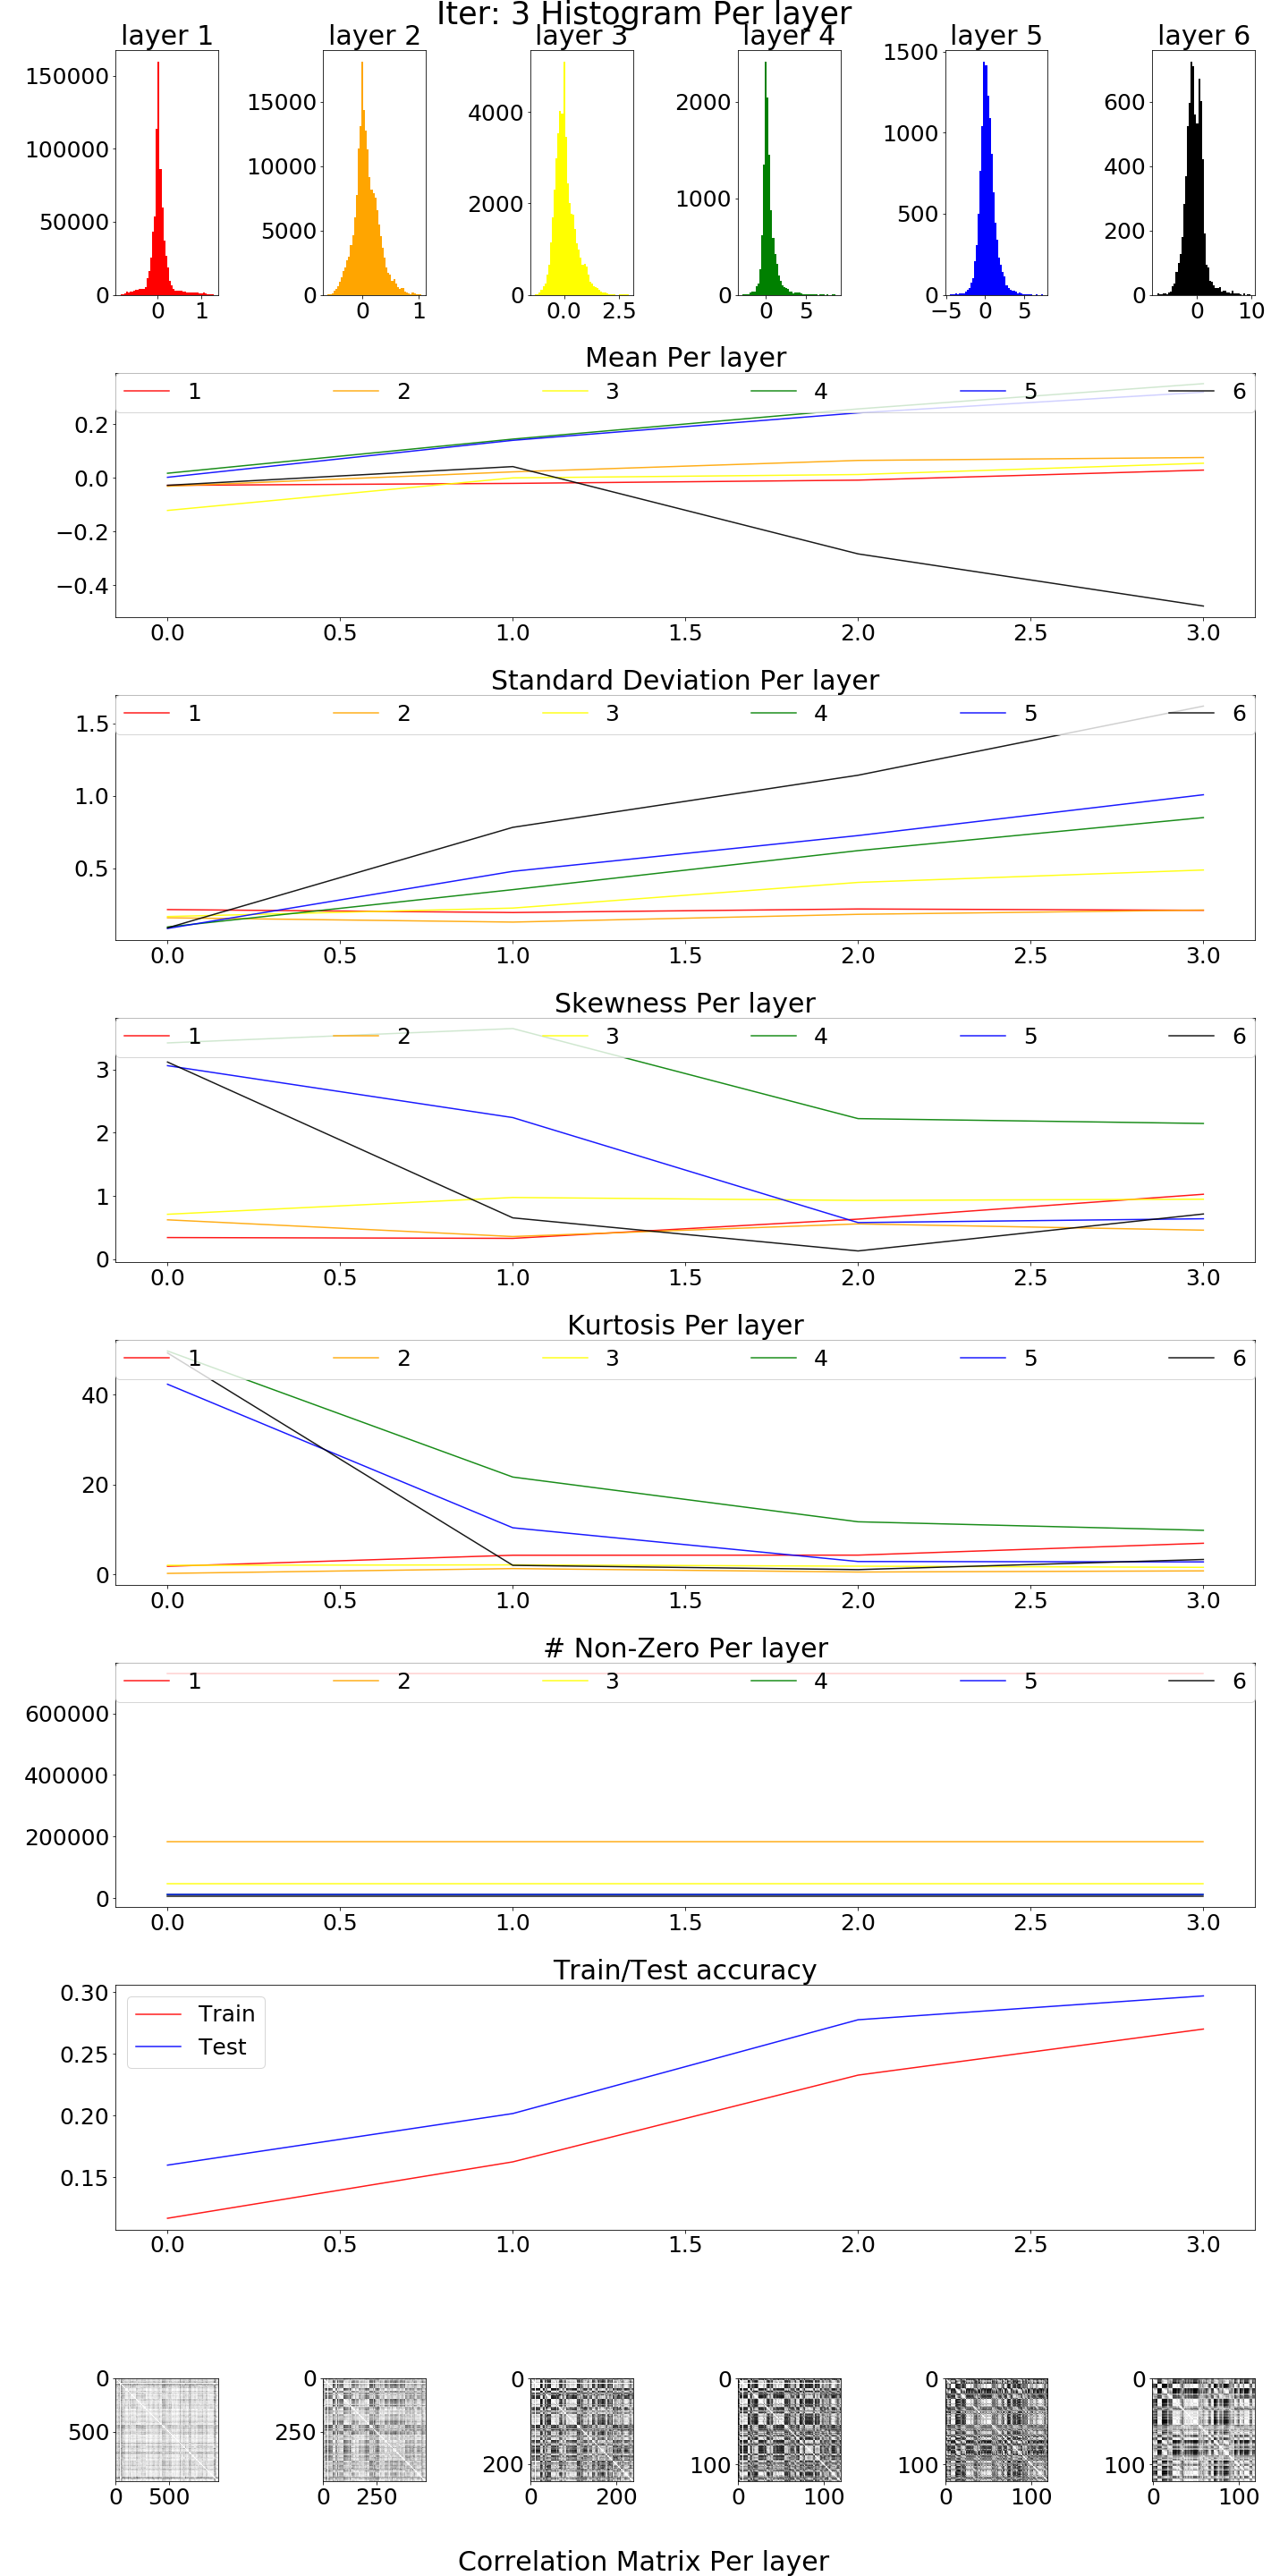 Iter: 3 Histogram Per layer
layer 1 layer 2 layer 3 layer 4 layer 5 layer 6
150000
100000
50000
0
0 1
15000
10000
5000
0
0 1
4000
2000
0
0.0 2.5
2000
1000
0
0 5
1500
1000
500
0
−5 0 5
600
400
200
0
0 10
Mean Per layer
1 2 3 4 5 6
0.2
0.0
−0.2
−0.4
0.0 0.5 1.0 1.5 2.0 2.5 3.0
Standard Deviation Per layer
1 2 3 4 5 6
1.5
1.0
0.5
0.0 0.5 1.0 1.5 2.0 2.5 3.0
Skewness Per layer
1 2 3 4 5 6
3
2
1
0
0.0 0.5 1.0 1.5 2.0 2.5 3.0
Kurtosis Per layer
1 2 3 4 5 6
40
20
0
0.0 0.5 1.0 1.5 2.0 2.5 3.0
# Non-Zero Per layer
1 2 3 4 5 6
600000
400000
200000
0
0.0 0.5 1.0 1.5 2.0 2.5 3.0
Train/Test accuracy
Train
Test
0.30
0.25
0.20
0.15
0.0 0.5 1.0 1.5 2.0 2.5 3.0
0
500
0 500
0
250
0 250
0
200
0 200
0
100
0 100
0
100
0 100
0
100
0 100
Correlation Matrix Per layer